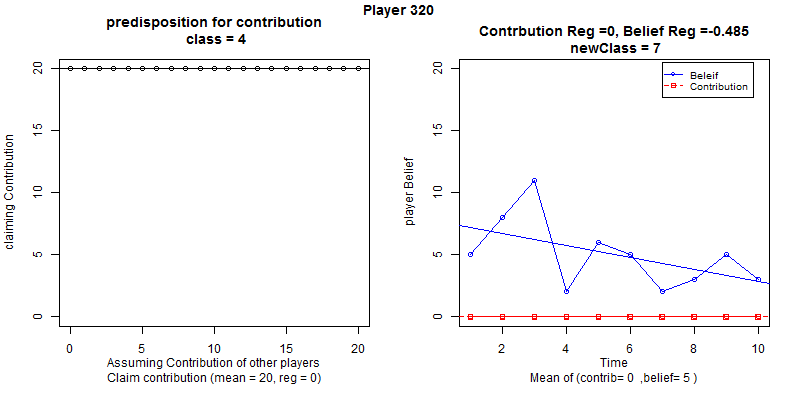 Player 320
predisposition for contribution
class = 4
claiming Contribution
0
5
10
15
20
0
5
10
15
20
Assuming Contribution of other players
Claim contribution (mean = 20, reg = 0)
Contrbution Reg =0, Belief Reg =-0.485
newClass = 7
Beleif
Contribution
player Belief
0
5
10
15
20
2
4
6
8
10
Time
Mean of (contrib= 0 ,belief= 5 )